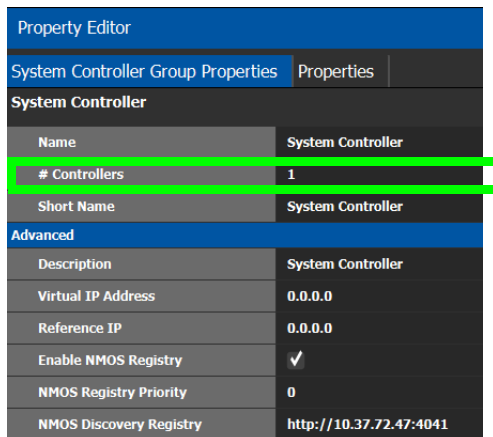 Property Editor
System Controller Group Properties Properties
System Controller
Name System Controller
# Controllers 1
Short Name System Controller
Advanced
Description System Controller
Virtual IP Address 0.0.0.0
Reference IP 0.0.0.0
Enable NMOS Registry
NMOS Registry Priority 0
NMOS Discovery Registry http://10.37.72.47:4041